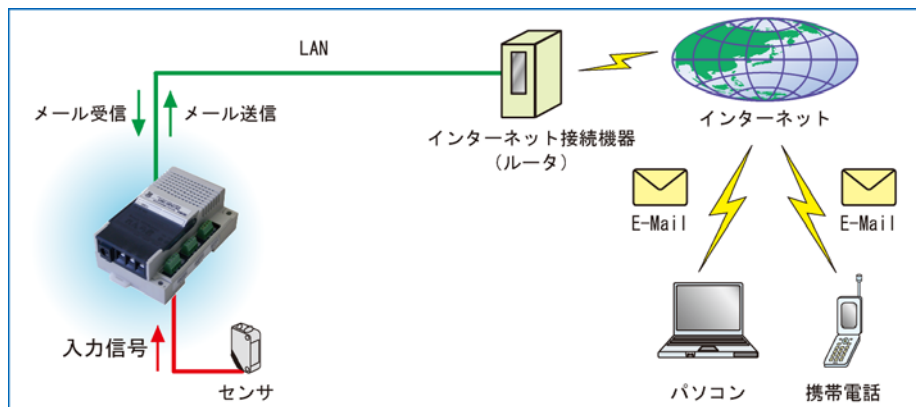 LAN
メール受信
メール送信
インターネット接続機器
(ルータ)
インターネット
E-Mail
E-Mail
入力信号
センサ
パソコン
携帯電話